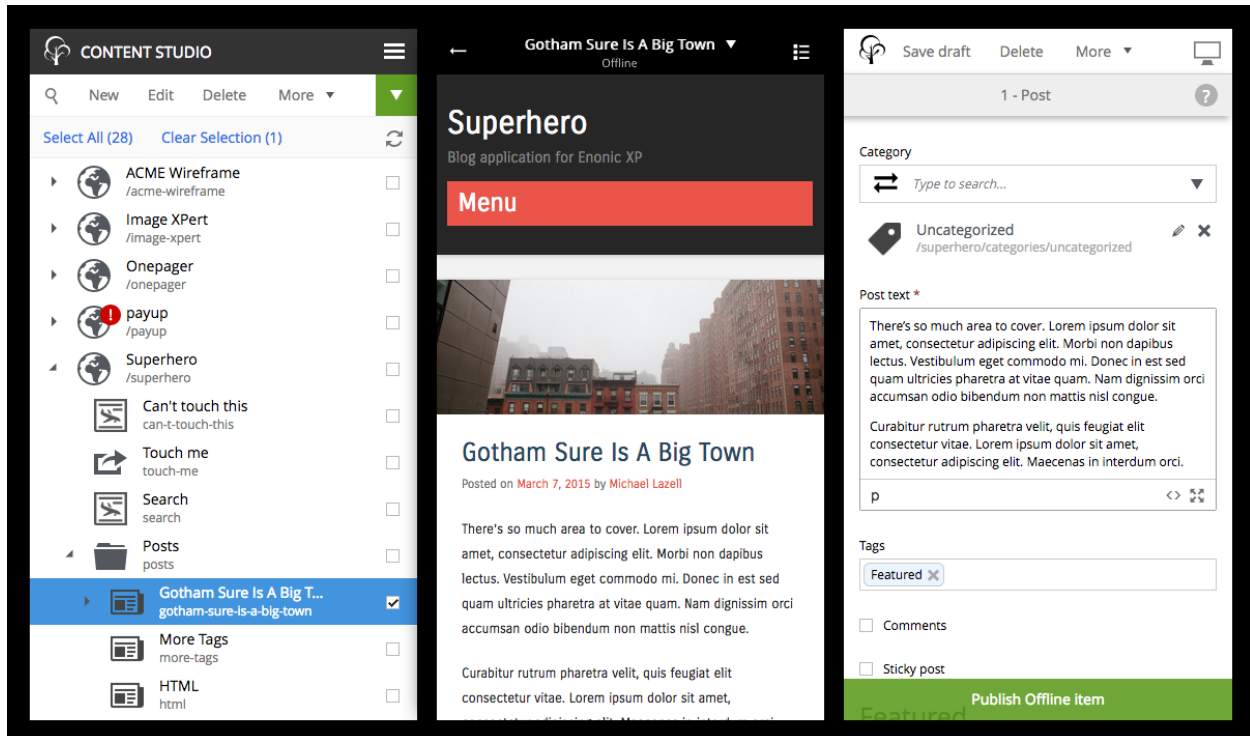 CONTENT STUDIO
New Edit Delete More
Select All (28) Clear Selection (1)
ACME Wireframe
/acme-wireframe
Image XPert
/image-xpert
Onepager
/onepager
!
payup
/payup
Superhero
/superhero
Can't touch this
can-t-touch-this
Touch me
touch-me
Search
search
Posts
posts
Gotham Sure Is A Big T...
gotham-sure-is-a-big-town
More Tags
more-tags
HTML
html
Gotham Sure Is A Big Town
Offline
Superhero
Blog application for Enonic XP
Menu
Gotham Sure Is A Big Town
Posted on March 7, 2015 by Michael Lazell
There's so much area to cover. Lorem ipsum dolor sit
amet, consectetur adipiscing elit. Morbi non dapibus
lectus. Vestibulum eget commodo mi. Donec in est sed
quam ultricies pharetra at vitae quam. Nam dignissim orci
accumsan odio bibendum non mattis nisl congue.
Curabitur rutrum pharetra velit, quis feugiat elit
consectetur vitae. Lorem ipsum dolor sit amet,
Save draft Delete More
1 - Post
?
Category
Type to search...
Uncategorized
/superhero/categories/uncategorized
Post text *
There's so much area to cover. Lorem ipsum dolor sit
amet, consectetur adipiscing elit. Morbi non dapibus
lectus. Vestibulum eget commodo mi. Donec in est sed
quam ultricies pharetra at vitae quam. Nam dignissim orci
accumsan odio bibendum non mattis nisl congue.
Curabitur rutrum pharetra velit, quis feugiat elit
consectetur vitae. Lorem ipsum dolor sit amet,
consectetur adipiscing elit. Maecenas in interdum orci.
p
Tags
Featured
Comments
Sticky post
Publish Offline item
Featured